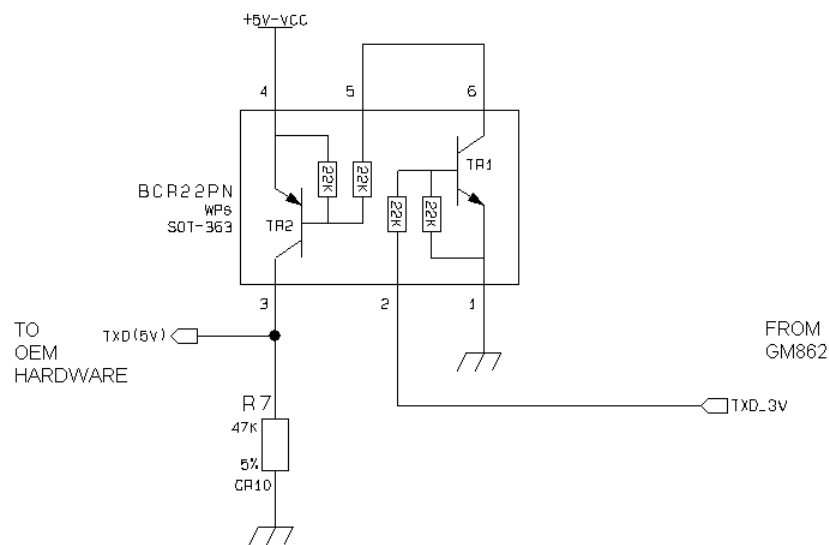 +5V-VCC
4
5
6
TR1
22K
22K
22K
22K
BCR22PN
WPs
SOT-363
TR2
3
2
1
TO
OEM
HARDWARE
TXD(5V)
FROM
GM862
TXD_3V
R7
47K
5%
CR10